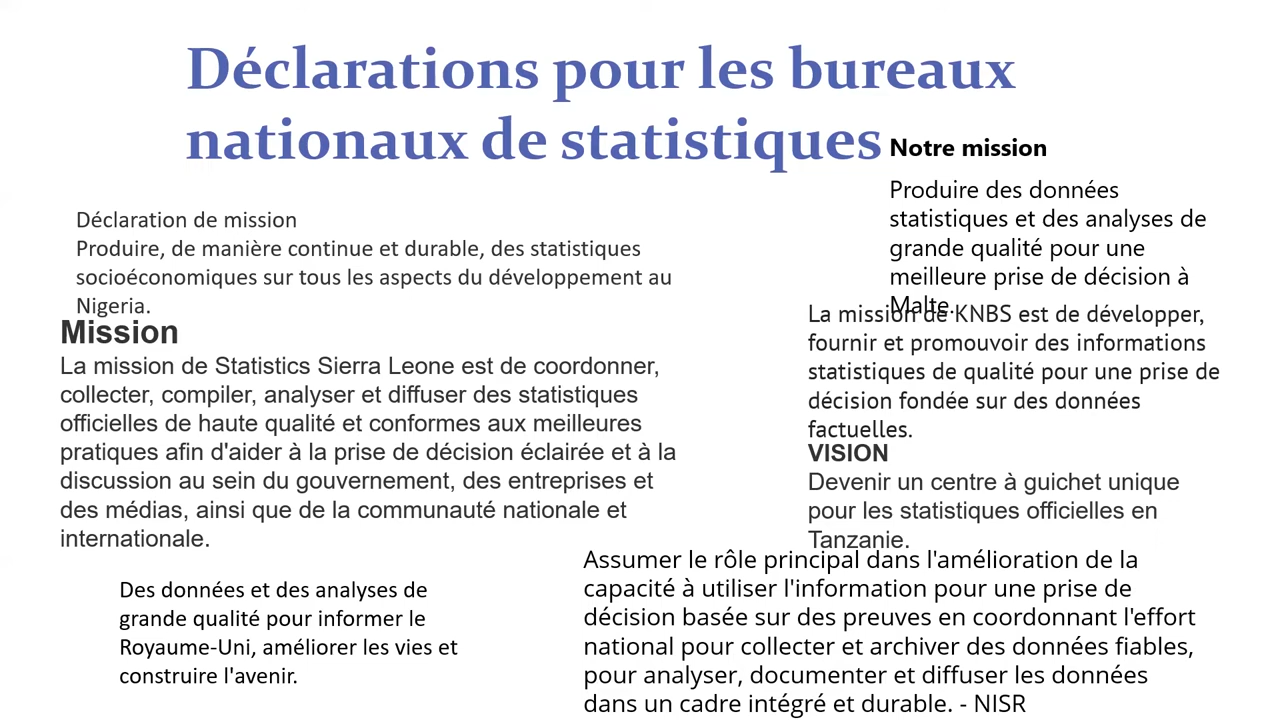 Déclarations pour les bureaux
nationaux de statistiques
Notre mission
Produire des données
statistiques et des analyses de
grande qualité pour une
meilleure prise de décision à
Malte.
Déclaration de mission
Produire, de manière continue et durable, des statistiques
socioéconomiques sur tous les aspects du développement au
Nigeria.
Mission
La mission de Statistics Sierra Leone est de coordonner,
collecter, compiler, analyser et diffuser des statistiques
officielles de haute qualité et conformes aux meilleures
pratiques afin d'aider à la prise de décision éclairée et à la
discussion au sein du gouvernement, des entreprises et
des médias, ainsi que de la communauté nationale et
internationale.
La mission de KNBS est de développer,
fournir et promouvoir des informations
statistiques de qualité pour une prise de
décision fondée sur des données
factuelles.
VISION
Devenir un centre à guichet unique
pour les statistiques officielles en
Tanzanie.
Des données et des analyses de
grande qualité pour informer le
Royaume-Uni, améliorer les vies et
construire l'avenir.
Assumer le rôle principal dans l'amélioration de la
capacité à utiliser l'information pour une prise de
décision basée sur des preuves en coordonnant l'effort
national pour collecter et archiver des données fiables,
pour analyser, documenter et diffuser les données
dans un cadre intégré et durable. - NISR